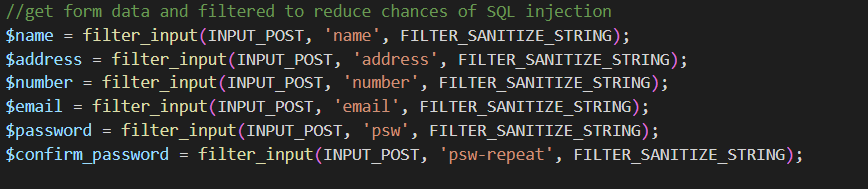 //get form data and filtered to reduce chances of SQL injection
$name = filter_input(INPUT_POST, 'name', FILTER_SANITIZE_STRING);
$address = filter_input(INPUT_POST, 'address', FILTER_SANITIZE_STRING);
$number = filter_input(INPUT_POST, 'number', FILTER_SANITIZE_STRING);
$email = filter_input(INPUT_POST, 'email', FILTER_SANITIZE_STRING);
$password = filter_input(INPUT_POST, 'psw', FILTER_SANITIZE_STRING);
$confirm_password = filter_input(INPUT_POST, 'psw-repeat', FILTER_SANITIZE_STRING);